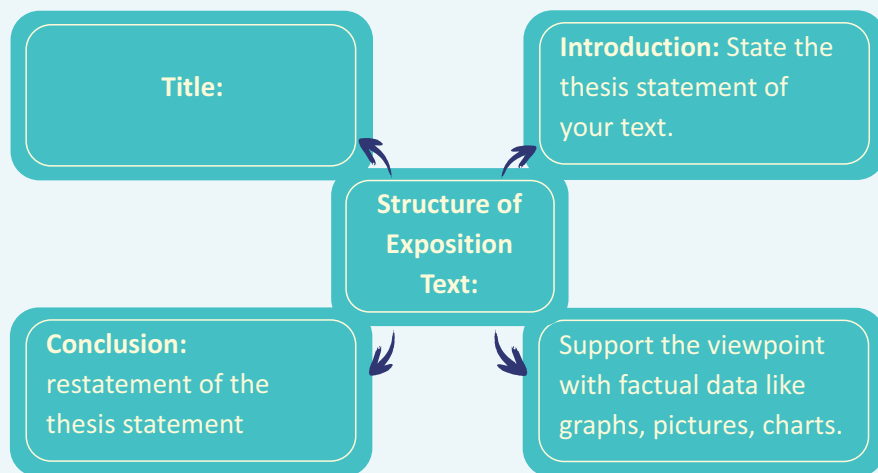 Title:
Introduction: State the
thesis statement of
your text.
Structure of
Exposition
Text:
Conclusion:
restatement of the
thesis statement
Support the viewpoint
with factual data like
graphs, pictures, charts.